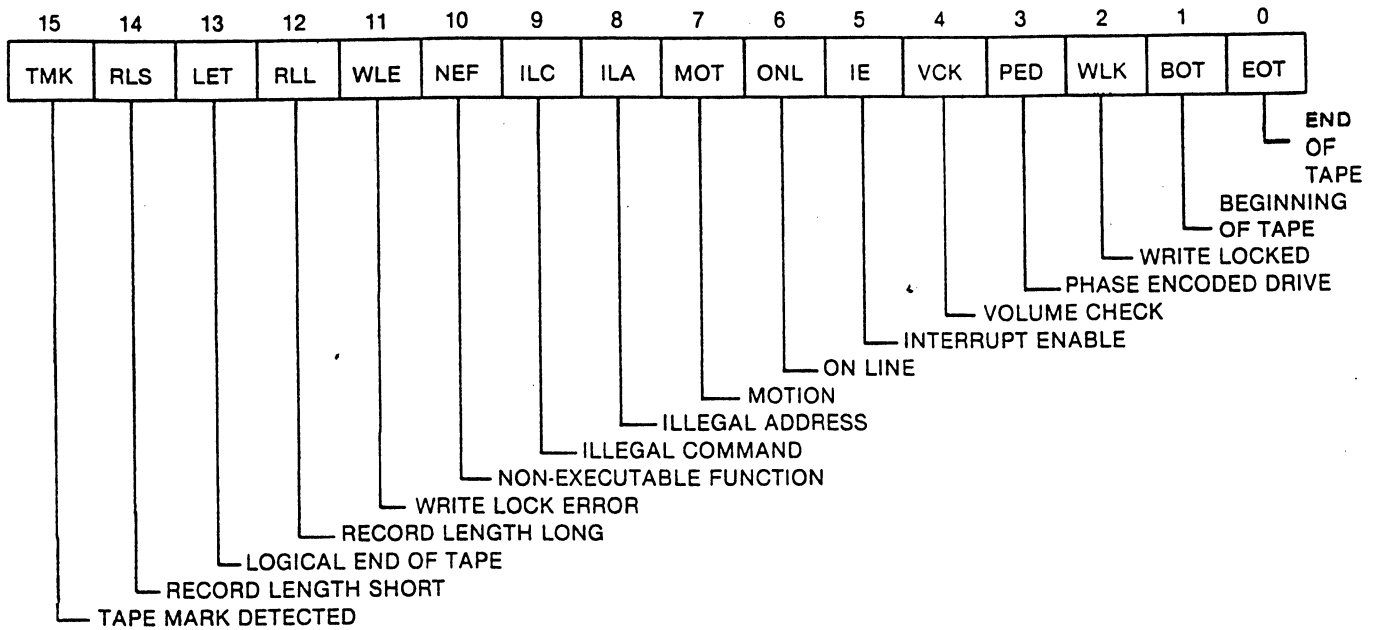 15 14 13 12 11 10 9 8 7 6 5 4 3 2 1 0
TMK RLS LET RLL WLE NEF ILC ILA MOT ONL IE VCK PED WLK BOT EOT
END
OF
TAPE
BEGINNING
OF TAPE
WRITE LOCKED
PHASE ENCODED DRIVE
VOLUME CHECK
INTERRUPT ENABLE
ON LINE
MOTION
ILLEGAL ADDRESS
ILLEGAL COMMAND
NON-EXECUTABLE FUNCTION
WRITE LOCK ERROR
RECORD LENGTH LONG
LOGICAL END OF TAPE
RECORD LENGTH SHORT
TAPE MARK DETECTED